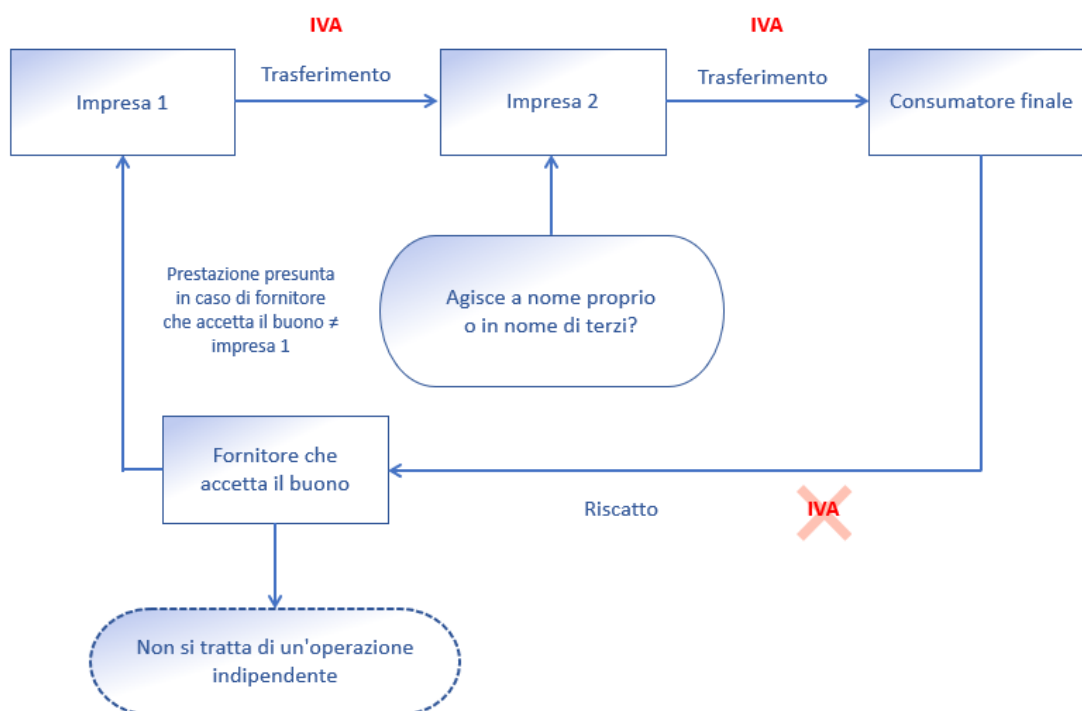 IVA
IVA
Trasferimento
Trasferimento
Impresa 1
Impresa 2
Consumatore finale
Prestazione presunta
in caso di fornitore
che accetta il buono ≠
impresa 1
Agisce a nome proprio
o in nome di terzi?
Fornitore che
accetta il buono
Riscatto
IVA
Non si tratta di un'operazione
indipendente